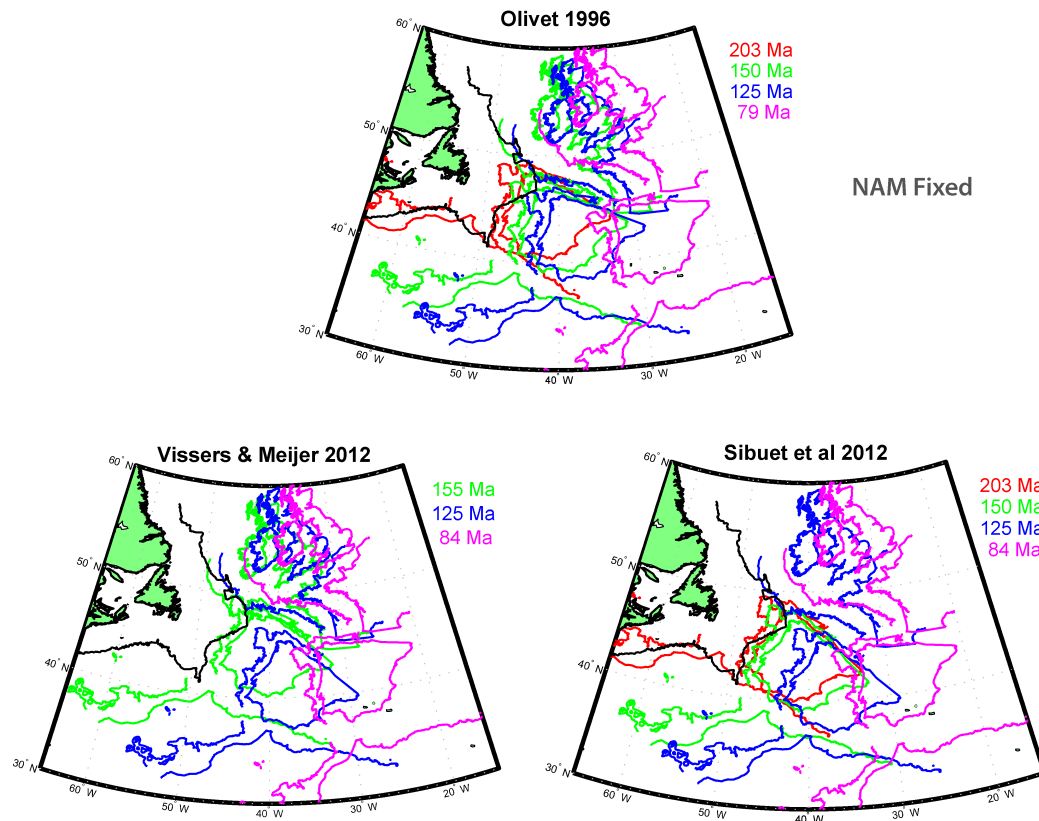 Olivet 1996
60° N
50° N
40° N
30° N
60° W
50° W
40° W
30° W
20° W
203 Ma
150 Ma
125 Ma
79 Ma
NAM Fixed
Vissers & Meijer 2012
60° N
50° N
40° N
30° N
60° W
50° W
40° W
30° W
20° W
155 Ma
125 Ma
84 Ma
Sibuet et al 2012
60° N
50° N
40° N
30° N
60° W
50° W
40° W
30° W
20° W
203 Ma
150 Ma
125 Ma
84 Ma